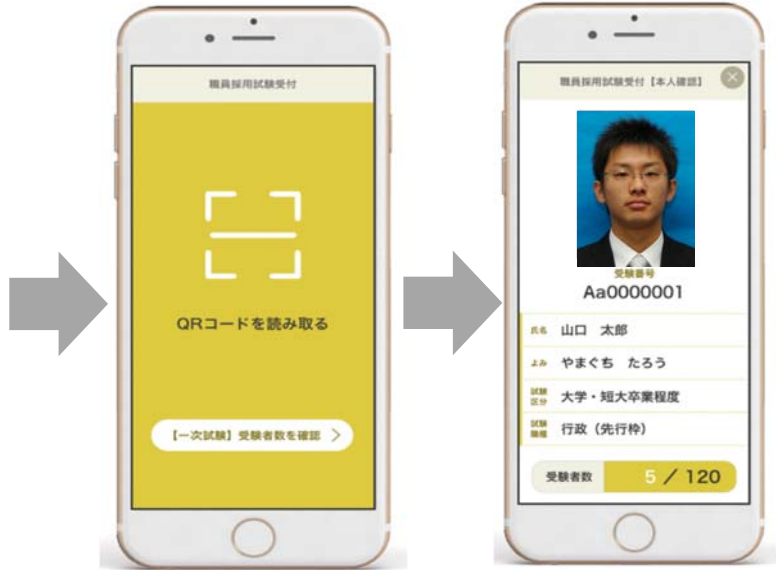 職員採用試験受付
QRコードを読み取る
【一次試験】受験者数を確認
職員採用試験受付【本人確認】
受験番号
Aa0000001
氏名 山口 太郎
よみ やまぐち たろう
試験区分 大学・短大卒業程度
試験職種 行政（先行枠）
受験者数 5 / 120